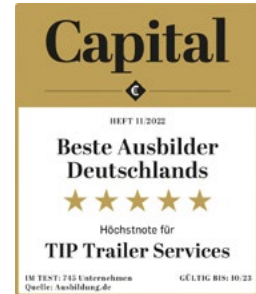 Capital
HEFT 11/2022
Beste Ausbilder
Deutschlands
Höchstnote für
TIP Trailer Services
IM TEST: 745 Unternehmen GÜLTIG BIS: 10/23
Quelle: Ausbildung.de